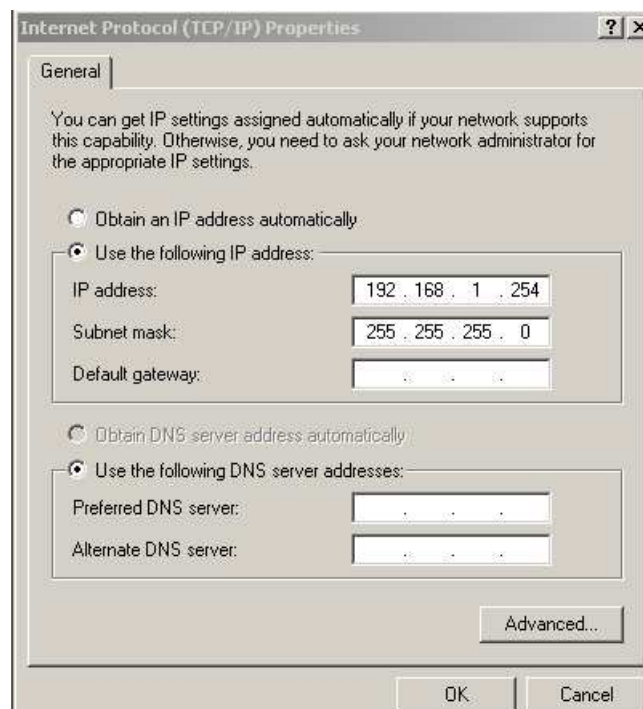 Internet Protocol (TCP/IP) Properties
General
You can get IP settings assigned automatically if your network supports
this capability. Otherwise, you need to ask your network administrator for
the appropriate IP settings.
Obtain an IP address automatically
Use the following IP address:
IP address: 192 . 168 . 1 . 254
Subnet mask: 255 . 255 . 255 . 0
Default gateway: . . .
Obtain DNS server address automatically
Use the following DNS server addresses:
Preferred DNS server: . . .
Alternate DNS server: . . .
Advanced...
OK Cancel